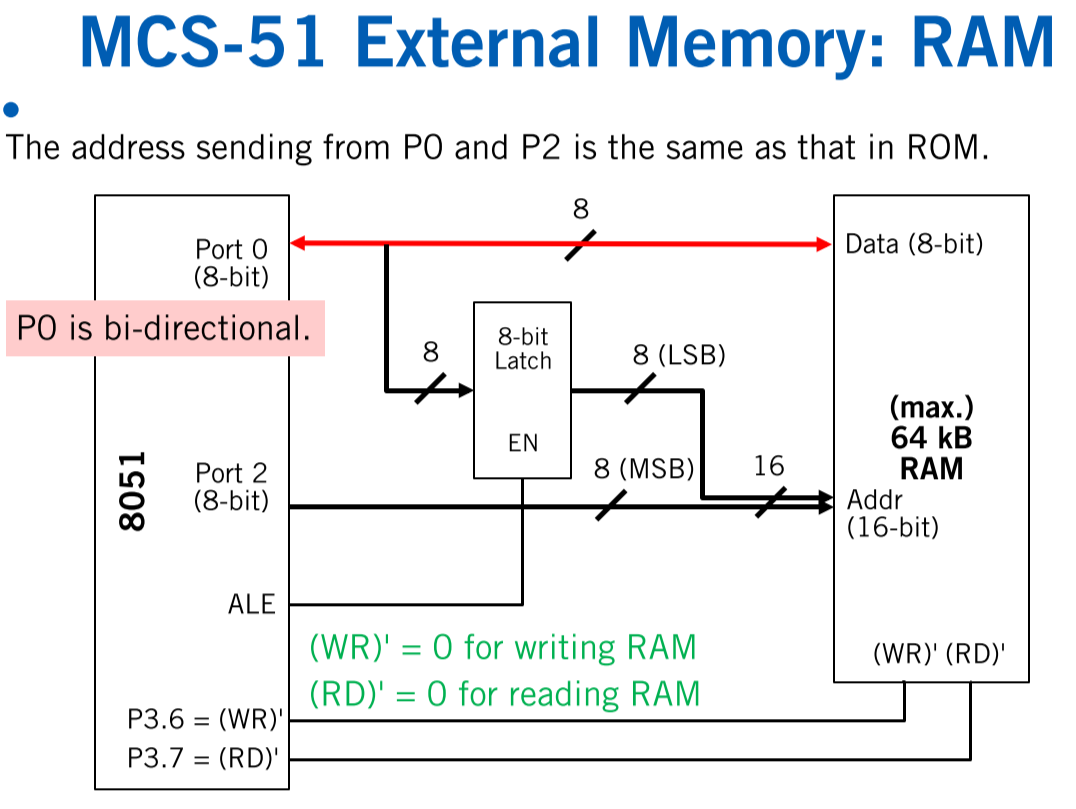 MCS-51 External Memory: RAM
•
The address sending from P0 and P2 is the same as that in ROM.
8
Port 0
(8-bit)
Data (8-bit)
P0 is bi-directional.
8-bit
Latch
8
8 (LSB)
(max.)
64 kB
RAM
EN
8051
Port 2
(8-bit)
8 (MSB)
16
Addr
(16-bit)
ALE
(WR)' = 0 for writing RAM
(RD)' = 0 for reading RAM
(WR)' (RD)'
P3.6 = (WR)'
P3.7 = (RD)'